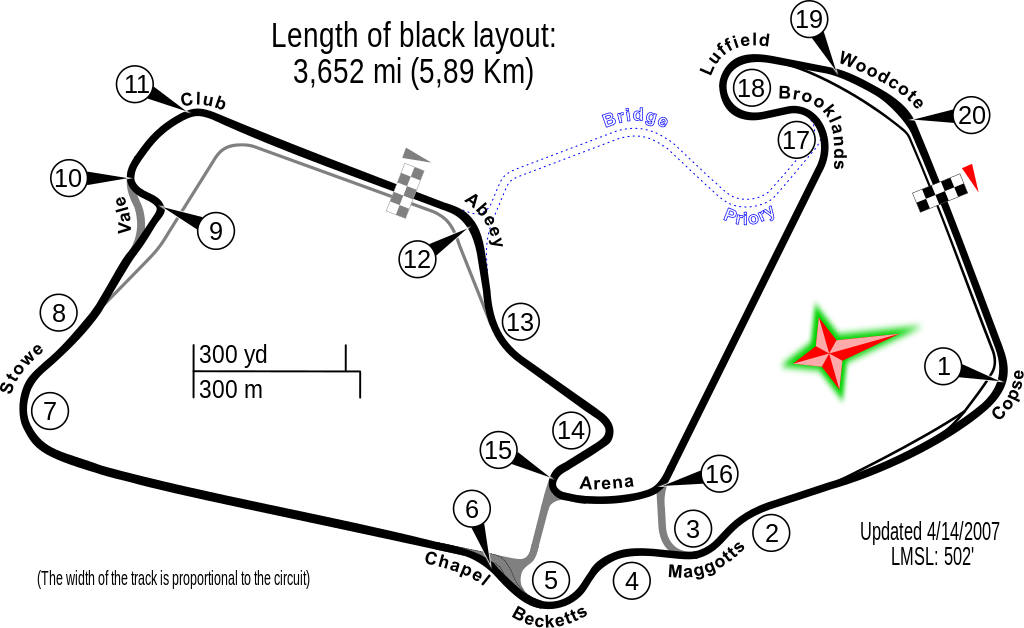 Length of black layout:
3,652 mi (5,89 Km)
19
Luffield
Woodcote
11
Club
18
Brooklands
20
Bridge
17
10
Vale
9
Abeey
Priory
12
8
13
300 yd
300 m
Stowe
1
Copse
7
14
15
Arena
16
6
3
2
Updated 4/14/2007
LMSL: 502'
Chapel
5
4
Maggotts
(The width of the track is proportional to the circuit)
Becketts